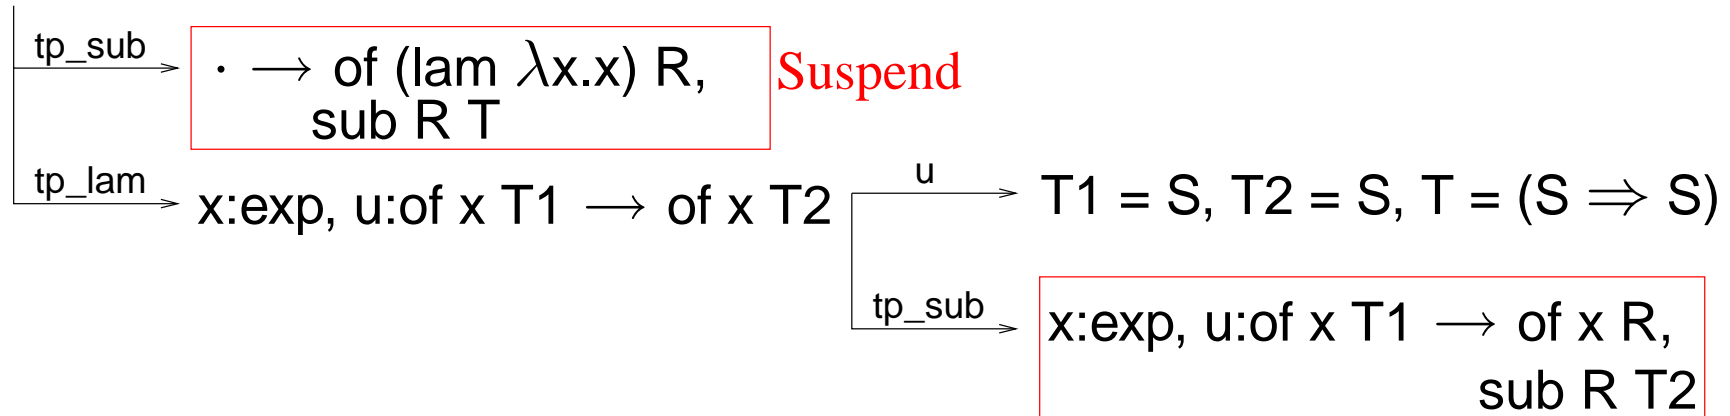 tp_sub
· → of (lam λx.x) R,
sub R T
Suspend
tp_lam
x:exp, u:of x T1 → of x T2
u
T1 = S, T2 = S, T = (S ⇒ S)
tp_sub
x:exp, u:of x T1 → of x R,
sub R T2